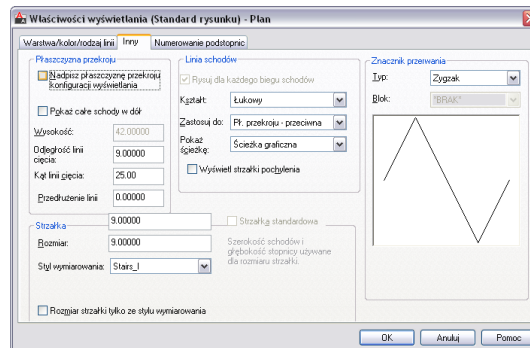 Właściwości wyświetlania (Standard rysunku) - Plan
Warstwa/kolor/rodzaj linii
Inny
Numerowanie podstopnic
Płaszczyzna przekroju
Nadpisz płaszczyznę przekroju
konfiguracji wyświetlania
Pokaż całe schody w dół
Wysokość:
42.00000
Odległość linii
cięcia:
9.00000
Kąt linii cięcia:
25.00
Przedłużenie linii
0.00000
Linia schodów
Rysuj dla każdego biegu schodów
Kształt:
Łukowy
Zastosuj do:
Pł. przekroju - przeciwna
Pokaż
ścieżkę:
Ścieżka graficzna
Wyświetl strzałki pochylenia
Znacznik przerwania
Typ:
Zygzak
Blok:
*BRAK*
Strzałka
9.00000
Rozmiar:
9.00000
Styl wymiarowania:
Stairs_I
Strzałka standardowa
Szerokość schodów i
głębokość stopnicy używane
dla rozmiaru strzałki.
Rozmiar strzałki tylko ze stylu wymiarowania
OK
Anuluj
Pomoc